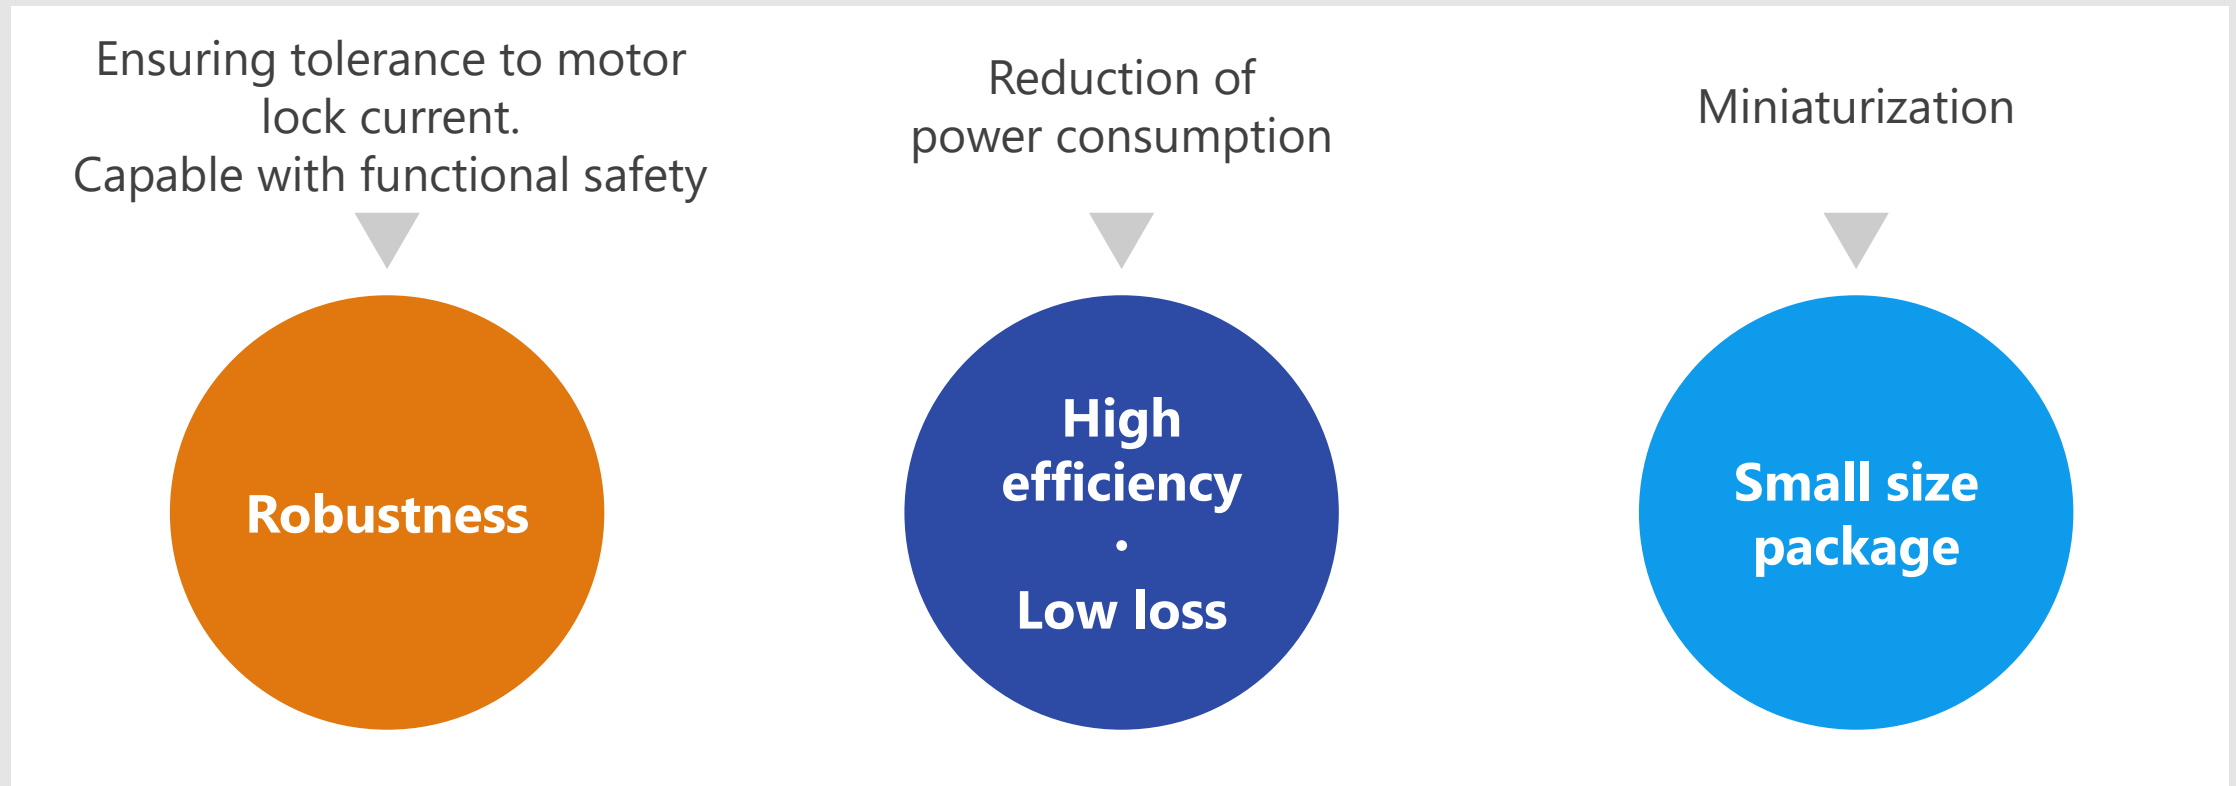 Ensuring tolerance to motor
lock current.
Capable with functional safety
Reduction of
power consumption
Miniaturization
Robustness
High
efficiency
・
Low loss
Small size
package